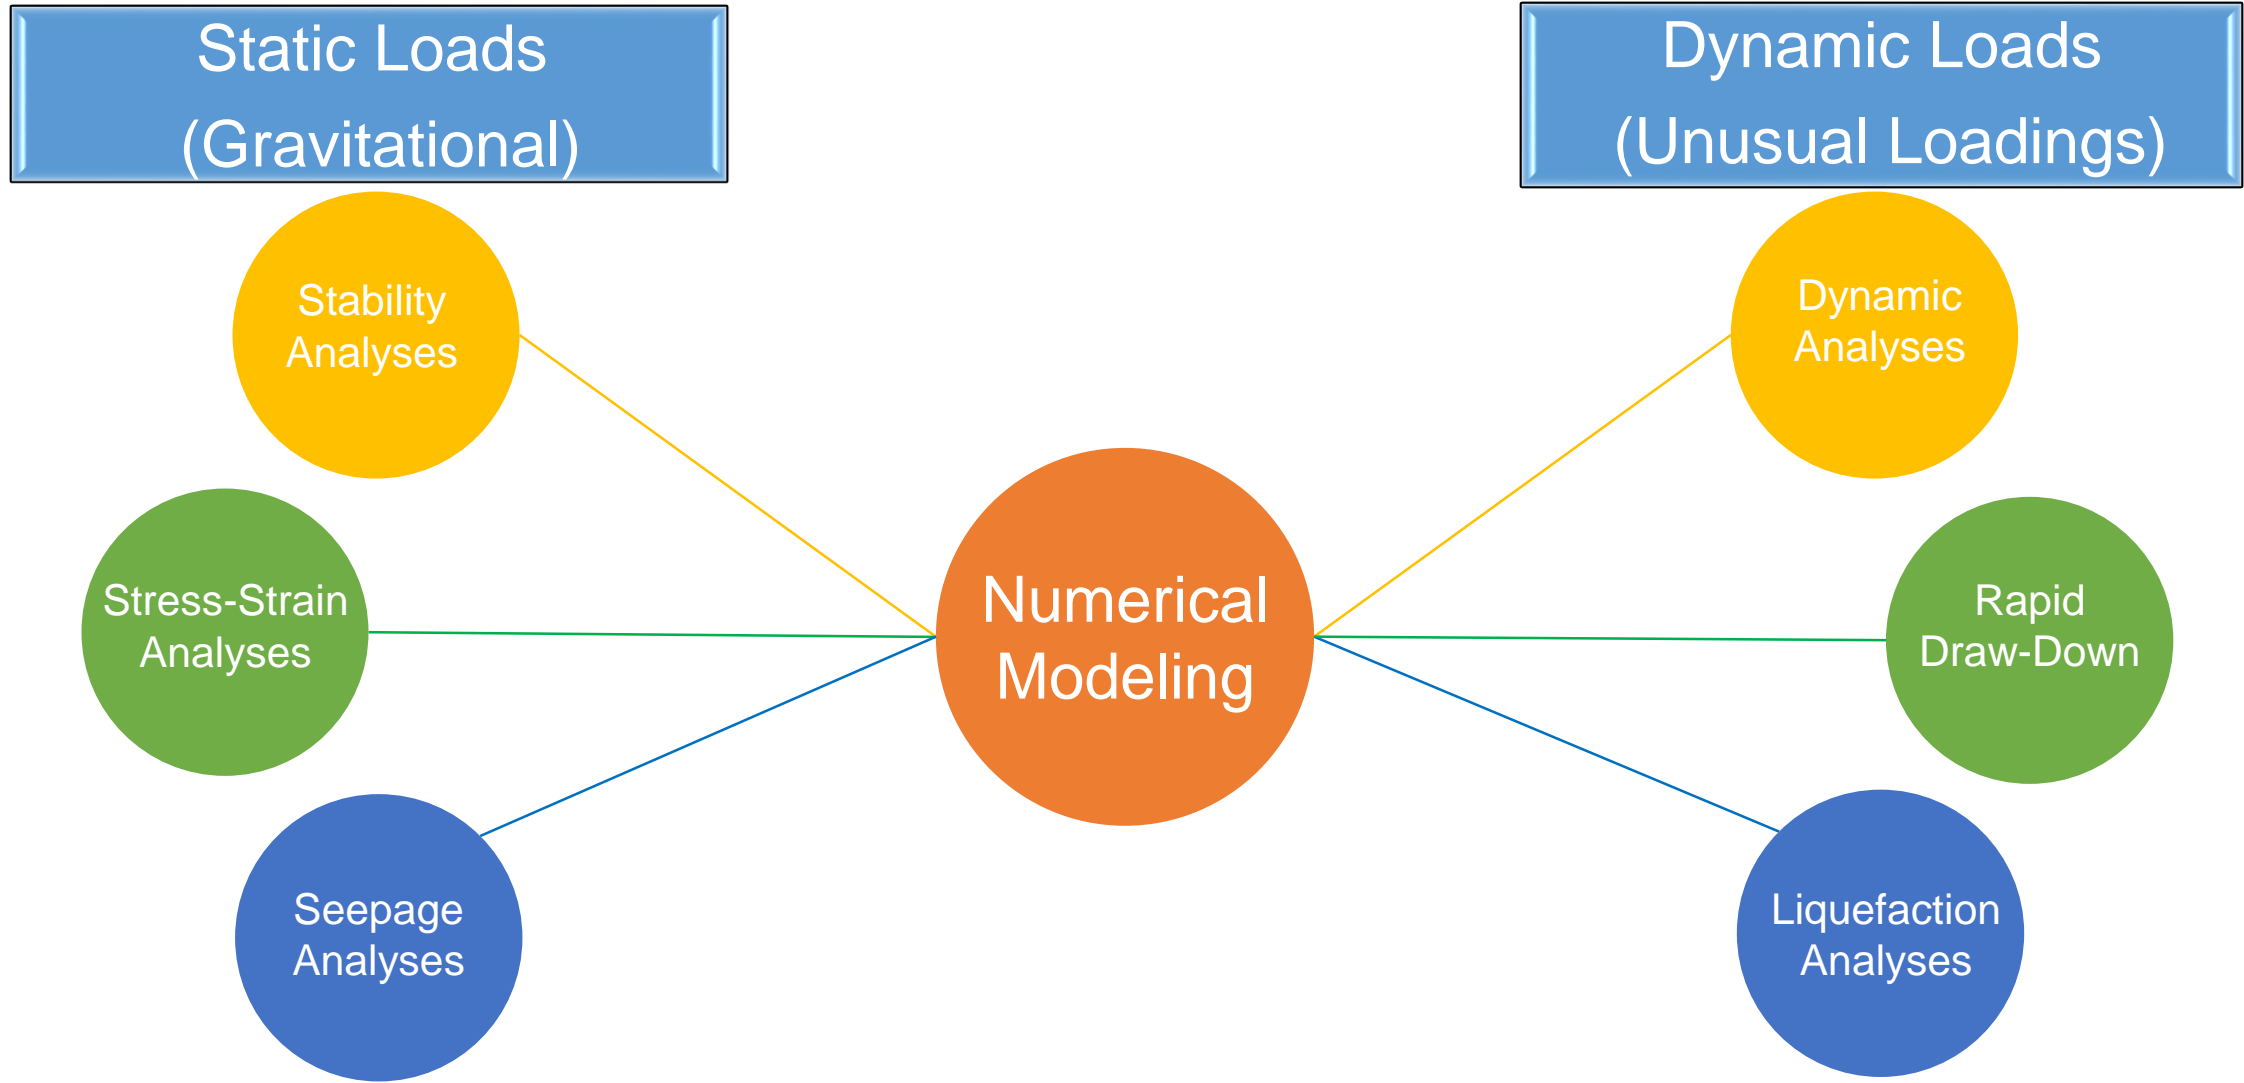 Static Loads
(Gravitational)
Dynamic Loads
(Unusual Loadings)
Stability
Analyses
Dynamic
Analyses
Stress-Strain
Analyses
Numerical
Modeling
Rapid
Draw-Down
Seepage
Analyses
Liquefaction
Analyses